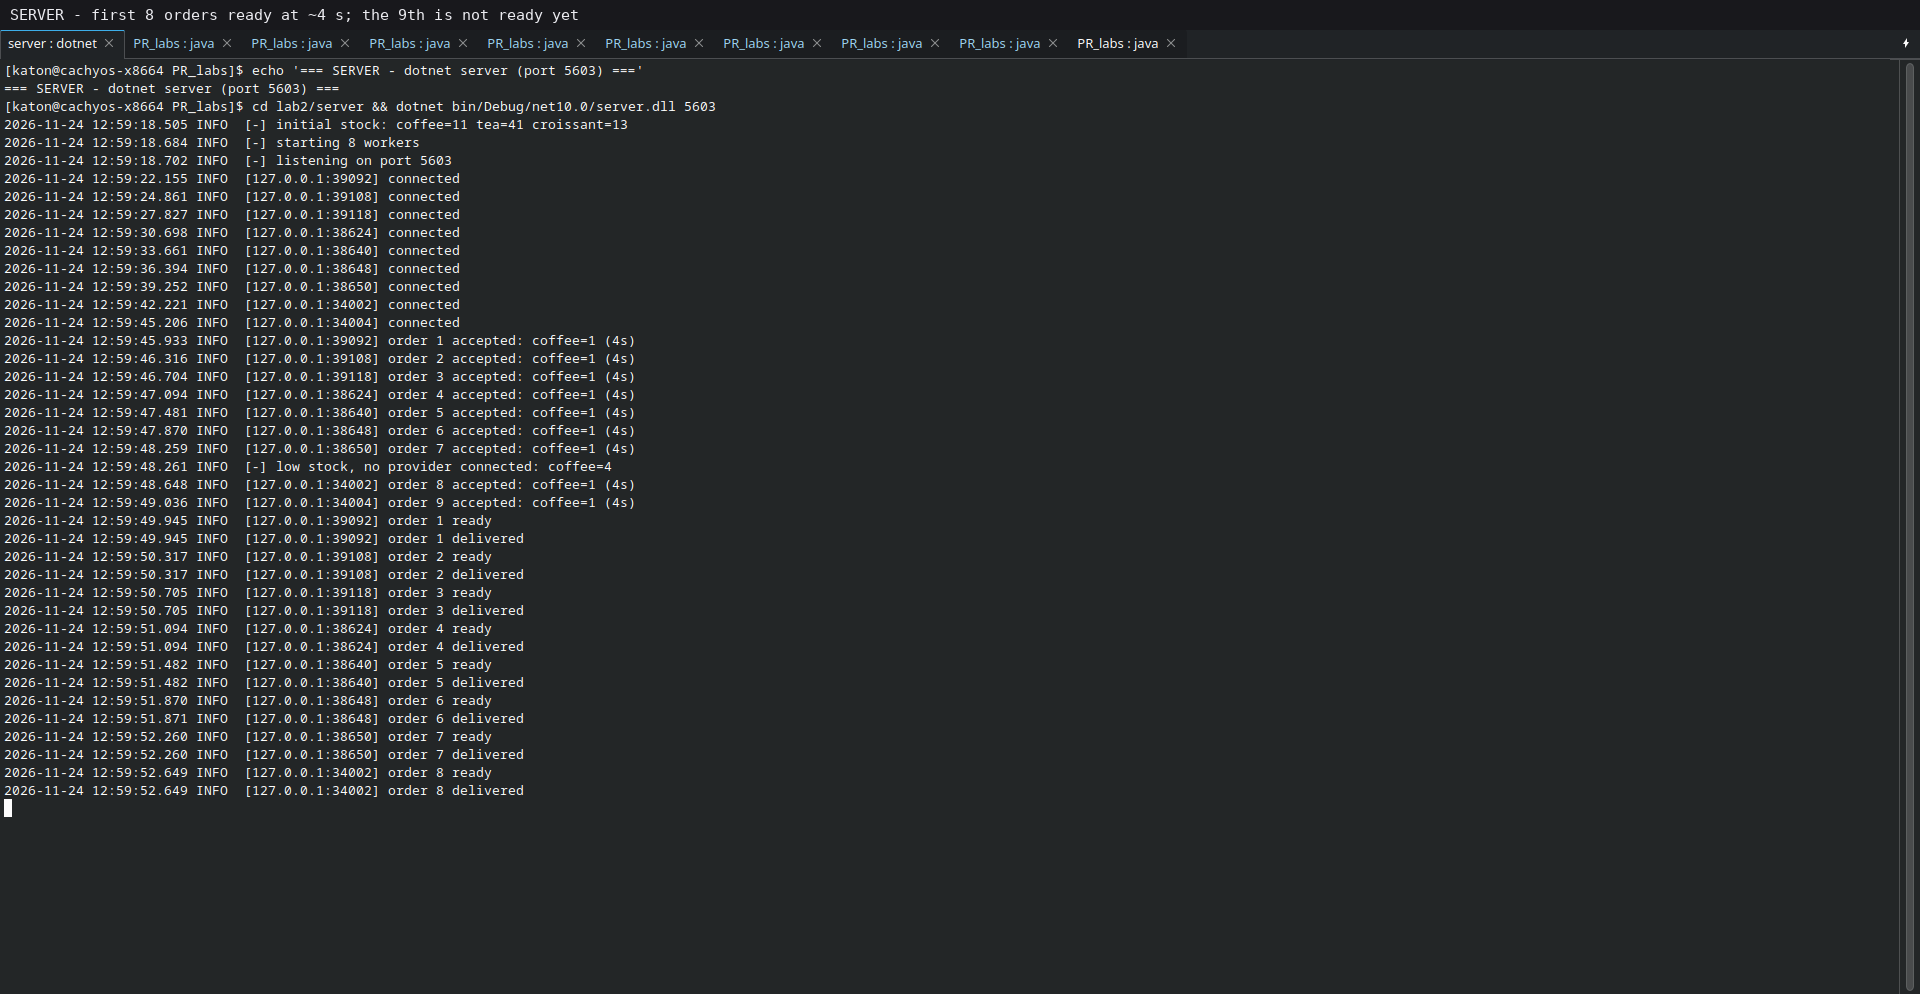 SERVER - first 8 orders ready at ~4 s; the 9th is not ready yet
server : dotnet PR_labs : java PR_labs : java PR_labs : java PR_labs : java PR_labs : java PR_labs : java PR_labs : java PR_labs : java PR_labs : java
[katon@cachyos-x8664 PR_labs]$ echo '=== SERVER - dotnet server (port 5603) ==='
=== SERVER - dotnet server (port 5603) ===
[katon@cachyos-x8664 PR_labs]$ cd lab2/server && dotnet bin/Debug/net10.0/server.dll 5603
2026-11-24 12:59:18.505 INFO  [-] initial stock: coffee=11 tea=41 croissant=13
2026-11-24 12:59:18.684 INFO  [-] starting 8 workers
2026-11-24 12:59:18.702 INFO  [-] listening on port 5603
2026-11-24 12:59:22.155 INFO  [127.0.0.1:39092] connected
2026-11-24 12:59:24.861 INFO  [127.0.0.1:39108] connected
2026-11-24 12:59:27.827 INFO  [127.0.0.1:39118] connected
2026-11-24 12:59:30.698 INFO  [127.0.0.1:38624] connected
2026-11-24 12:59:33.661 INFO  [127.0.0.1:38640] connected
2026-11-24 12:59:36.394 INFO  [127.0.0.1:38648] connected
2026-11-24 12:59:39.252 INFO  [127.0.0.1:38650] connected
2026-11-24 12:59:42.221 INFO  [127.0.0.1:34002] connected
2026-11-24 12:59:45.206 INFO  [127.0.0.1:34004] connected
2026-11-24 12:59:45.933 INFO  [127.0.0.1:39092] order 1 accepted: coffee=1 (4s)
2026-11-24 12:59:46.316 INFO  [127.0.0.1:39108] order 2 accepted: coffee=1 (4s)
2026-11-24 12:59:46.704 INFO  [127.0.0.1:39118] order 3 accepted: coffee=1 (4s)
2026-11-24 12:59:47.094 INFO  [127.0.0.1:38624] order 4 accepted: coffee=1 (4s)
2026-11-24 12:59:47.481 INFO  [127.0.0.1:38640] order 5 accepted: coffee=1 (4s)
2026-11-24 12:59:47.870 INFO  [127.0.0.1:38648] order 6 accepted: coffee=1 (4s)
2026-11-24 12:59:48.259 INFO  [127.0.0.1:38650] order 7 accepted: coffee=1 (4s)
2026-11-24 12:59:48.261 INFO  [-] low stock, no provider connected: coffee=4
2026-11-24 12:59:48.648 INFO  [127.0.0.1:34002] order 8 accepted: coffee=1 (4s)
2026-11-24 12:59:49.036 INFO  [127.0.0.1:34004] order 9 accepted: coffee=1 (4s)
2026-11-24 12:59:49.945 INFO  [127.0.0.1:39092] order 1 ready
2026-11-24 12:59:49.945 INFO  [127.0.0.1:39092] order 1 delivered
2026-11-24 12:59:50.317 INFO  [127.0.0.1:39108] order 2 ready
2026-11-24 12:59:50.317 INFO  [127.0.0.1:39108] order 2 delivered
2026-11-24 12:59:50.705 INFO  [127.0.0.1:39118] order 3 ready
2026-11-24 12:59:50.705 INFO  [127.0.0.1:39118] order 3 delivered
2026-11-24 12:59:51.094 INFO  [127.0.0.1:38624] order 4 ready
2026-11-24 12:59:51.094 INFO  [127.0.0.1:38624] order 4 delivered
2026-11-24 12:59:51.482 INFO  [127.0.0.1:38640] order 5 ready
2026-11-24 12:59:51.482 INFO  [127.0.0.1:38640] order 5 delivered
2026-11-24 12:59:51.870 INFO  [127.0.0.1:38648] order 6 ready
2026-11-24 12:59:51.871 INFO  [127.0.0.1:38648] order 6 delivered
2026-11-24 12:59:52.260 INFO  [127.0.0.1:38650] order 7 ready
2026-11-24 12:59:52.260 INFO  [127.0.0.1:38650] order 7 delivered
2026-11-24 12:59:52.649 INFO  [127.0.0.1:34002] order 8 ready
2026-11-24 12:59:52.649 INFO  [127.0.0.1:34002] order 8 delivered